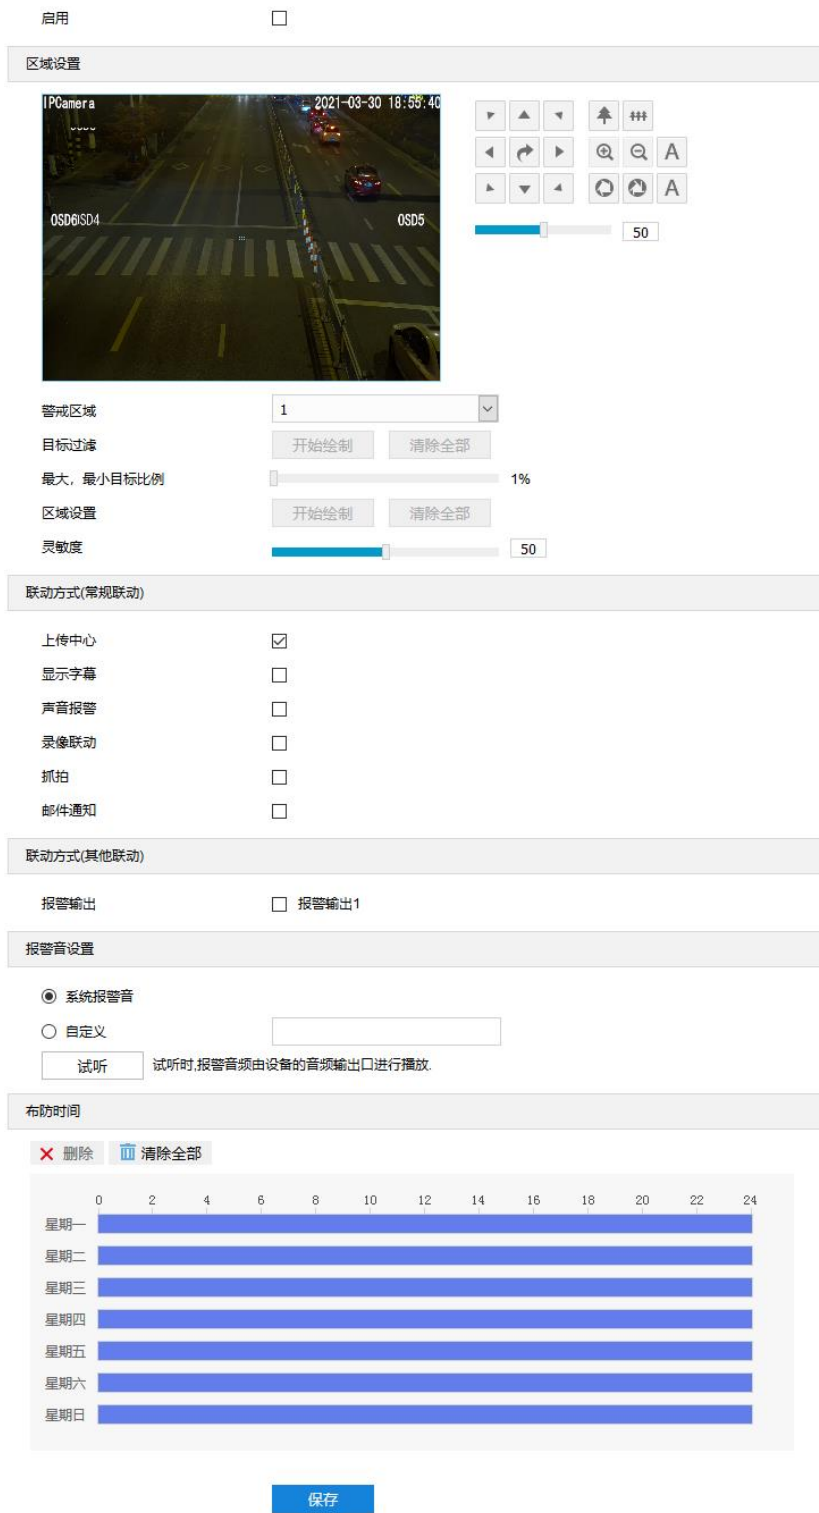 启用
区域设置
IPCamera 2021-03-30 18:55:40
OSD6 OSD4 OSD5
A
A
50
警戒区域 1
目标过滤 开始绘制 清除全部
最大，最小目标比例 1%
区域设置 开始绘制 清除全部
灵敏度 50
联动方式(常规联动)
上传中心
显示字幕
声音报警
录像联动
抓拍
邮件通知
联动方式(其他联动)
报警输出 报警输出1
报警音设置
系统报警音
自定义
试听 试听时,报警音频由设备的音频输出口进行播放.
布防时间
删除 清除全部
0 2 4 6 8 10 12 14 16 18 20 22 24
星期一
星期二
星期三
星期四
星期五
星期六
星期日
保存